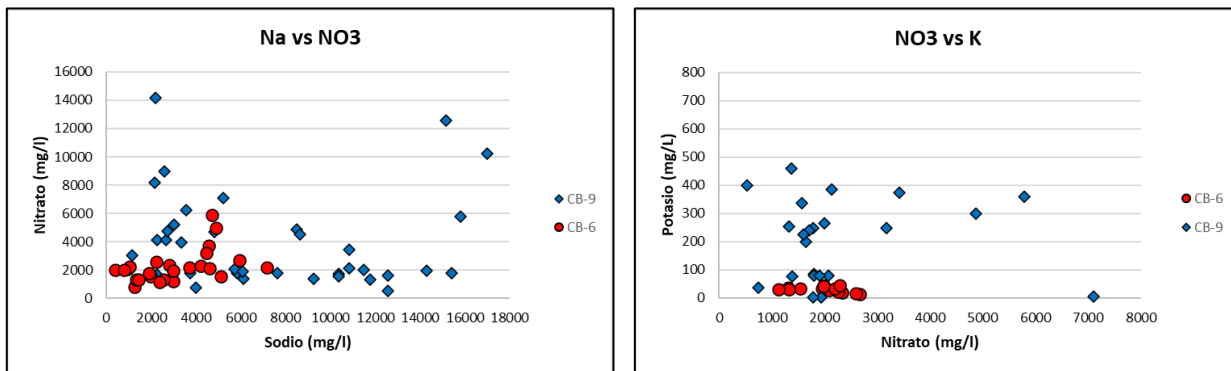 Na vs NO3
16000
14000
12000
10000
8000
6000
4000
2000
0
Nitrato (mg/l)
0 2000 4000 6000 8000 10000 12000 14000 16000 18000
Sodio (mg/l)
CB-9
CB-6
NO3 vs K
800
700
600
500
400
300
200
100
0
Potasio (mg/L)
0 1000 2000 3000 4000 5000 6000 7000 8000
Nitrato (mg/l)
CB-6
CB-9